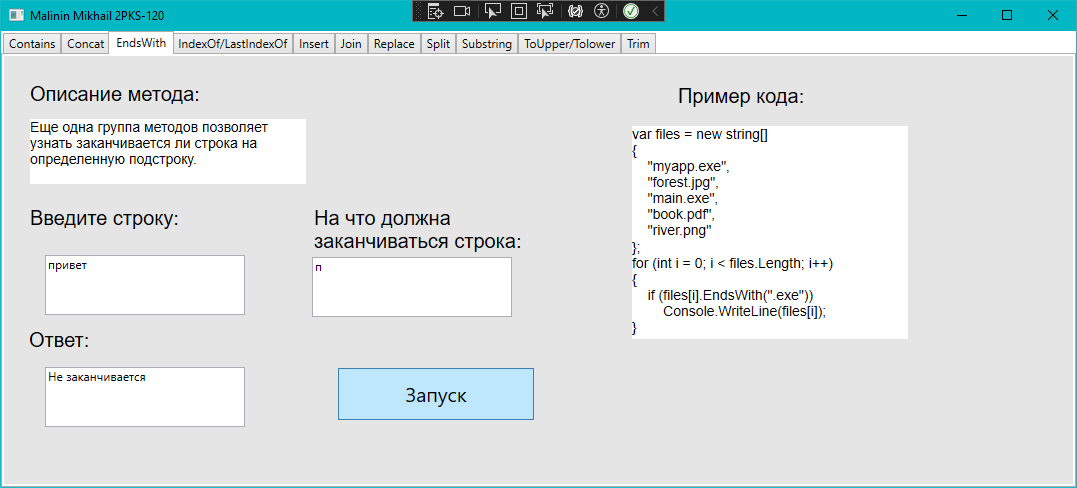 Malinin Mikhail 2PKS-120
Contains Concat EndsWith IndexOf/LastIndexOf Insert Join Replace Split Substring ToUpper/Tolower Trim
Описание метода:
Еще одна группа методов позволяет
узнать заканчивается ли строка на
определенную подстроку.
Введите строку:
привет
На что должна
заканчиваться строка:
п
Ответ:
Не заканчивается
Запуск
Пример кода:
var files = new string[]
{
    "myapp.exe",
    "forest.jpg",
    "main.exe",
    "book.pdf",
    "river.png"
};
for (int i = 0; i < files.Length; i++)
{
    if (files[i].EndsWith(".exe"))
        Console.WriteLine(files[i]);
}